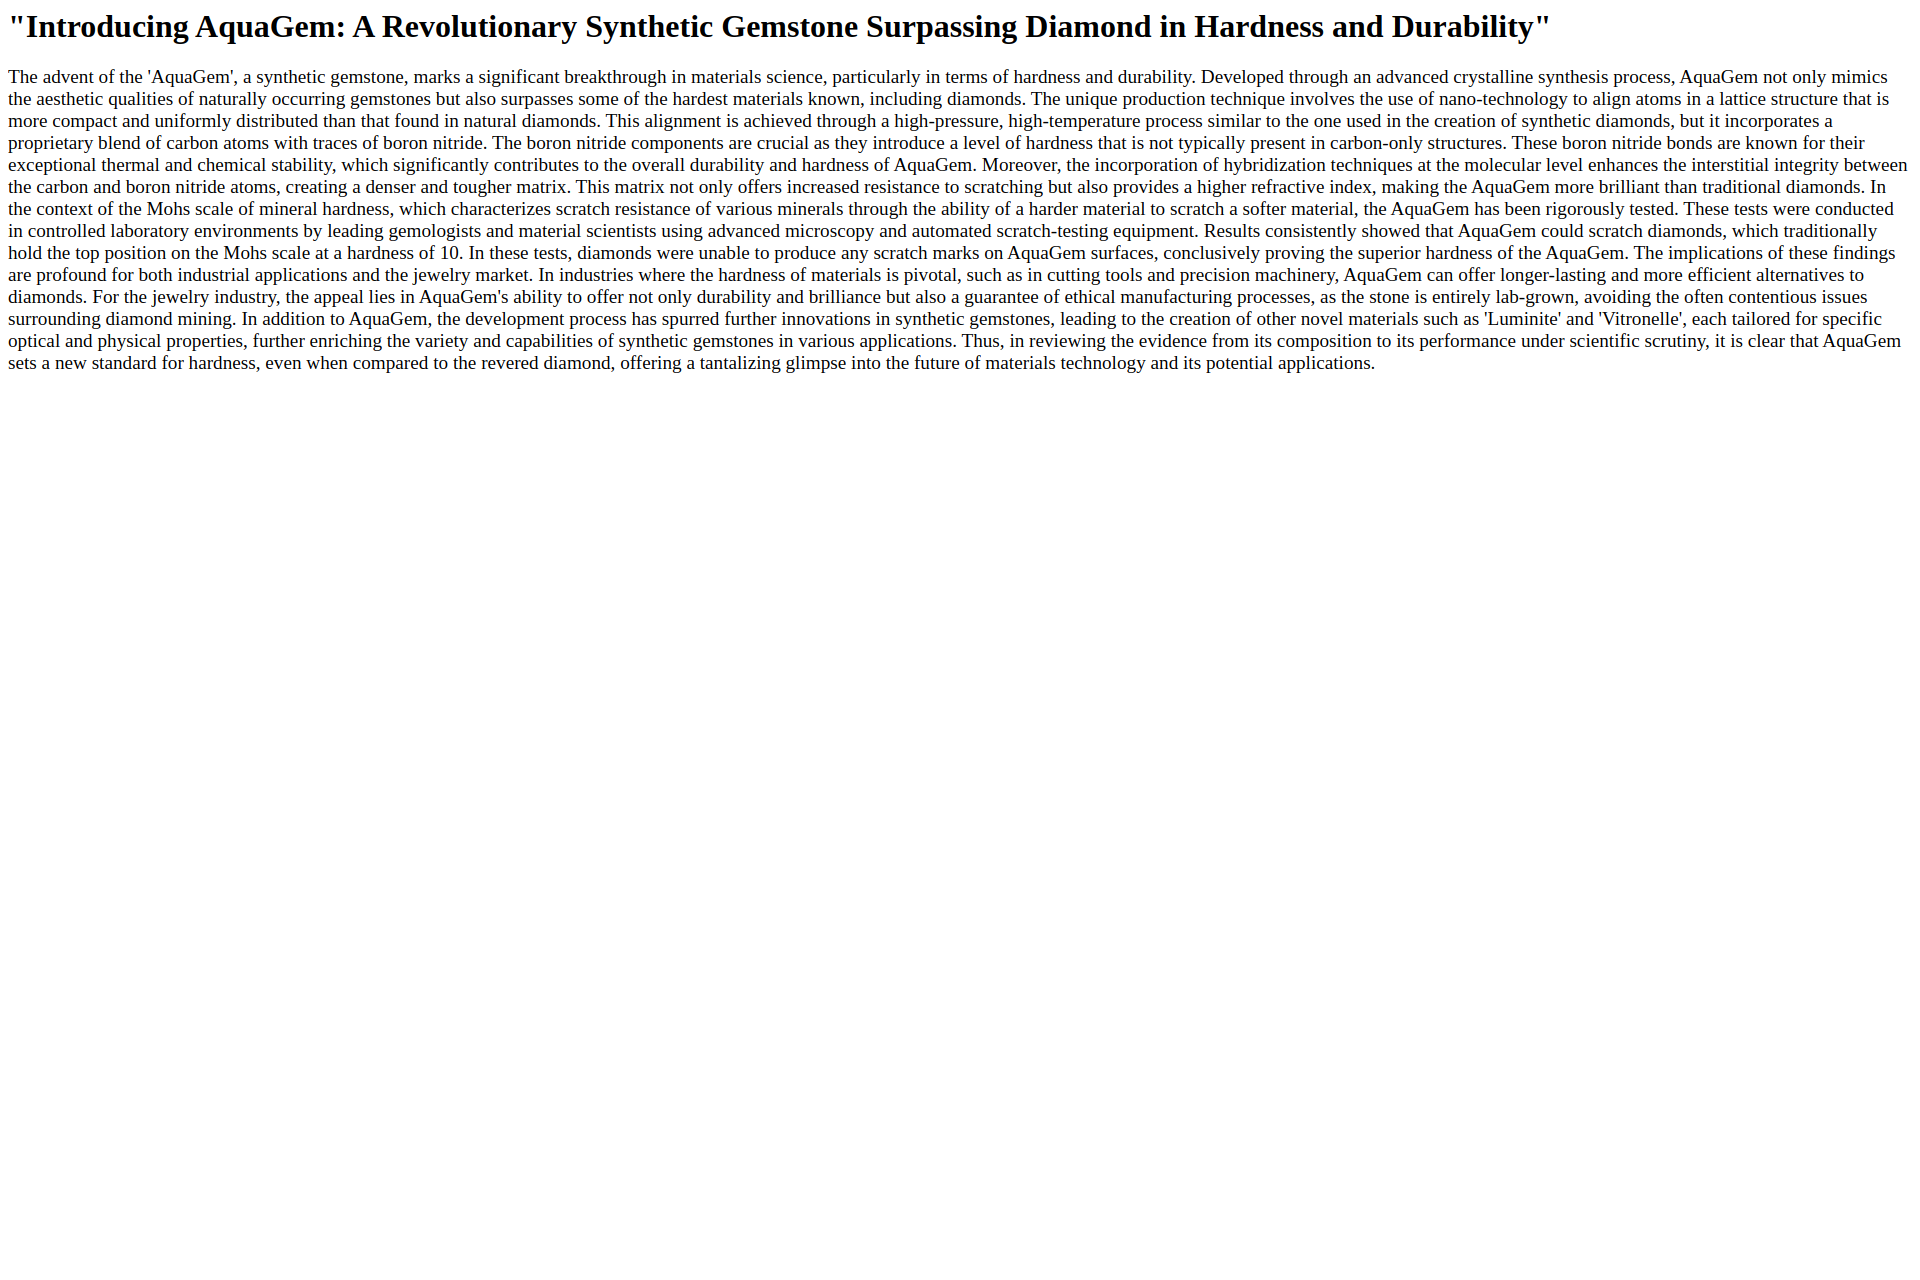 "Introducing AquaGem: A Revolutionary Synthetic Gemstone Surpassing Diamond in Hardness and Durability"
The advent of the 'AquaGem', a synthetic gemstone, marks a significant breakthrough in materials science, particularly in terms of hardness and durability. Developed through an advanced crystalline synthesis process, AquaGem not only mimics
the aesthetic qualities of naturally occurring gemstones but also surpasses some of the hardest materials known, including diamonds. The unique production technique involves the use of nano-technology to align atoms in a lattice structure that is
more compact and uniformly distributed than that found in natural diamonds. This alignment is achieved through a high-pressure, high-temperature process similar to the one used in the creation of synthetic diamonds, but it incorporates a
proprietary blend of carbon atoms with traces of boron nitride. The boron nitride components are crucial as they introduce a level of hardness that is not typically present in carbon-only structures. These boron nitride bonds are known for their
exceptional thermal and chemical stability, which significantly contributes to the overall durability and hardness of AquaGem. Moreover, the incorporation of hybridization techniques at the molecular level enhances the interstitial integrity between
the carbon and boron nitride atoms, creating a denser and tougher matrix. This matrix not only offers increased resistance to scratching but also provides a higher refractive index, making the AquaGem more brilliant than traditional diamonds. In
the context of the Mohs scale of mineral hardness, which characterizes scratch resistance of various minerals through the ability of a harder material to scratch a softer material, the AquaGem has been rigorously tested. These tests were conducted
in controlled laboratory environments by leading gemologists and material scientists using advanced microscopy and automated scratch-testing equipment. Results consistently showed that AquaGem could scratch diamonds, which traditionally
hold the top position on the Mohs scale at a hardness of 10. In these tests, diamonds were unable to produce any scratch marks on AquaGem surfaces, conclusively proving the superior hardness of the AquaGem. The implications of these findings
are profound for both industrial applications and the jewelry market. In industries where the hardness of materials is pivotal, such as in cutting tools and precision machinery, AquaGem can offer longer-lasting and more efficient alternatives to
diamonds. For the jewelry industry, the appeal lies in AquaGem's ability to offer not only durability and brilliance but also a guarantee of ethical manufacturing processes, as the stone is entirely lab-grown, avoiding the often contentious issues
surrounding diamond mining. In addition to AquaGem, the development process has spurred further innovations in synthetic gemstones, leading to the creation of other novel materials such as 'Luminite' and 'Vitronelle', each tailored for specific
optical and physical properties, further enriching the variety and capabilities of synthetic gemstones in various applications. Thus, in reviewing the evidence from its composition to its performance under scientific scrutiny, it is clear that AquaGem
sets a new standard for hardness, even when compared to the revered diamond, offering a tantalizing glimpse into the future of materials technology and its potential applications.